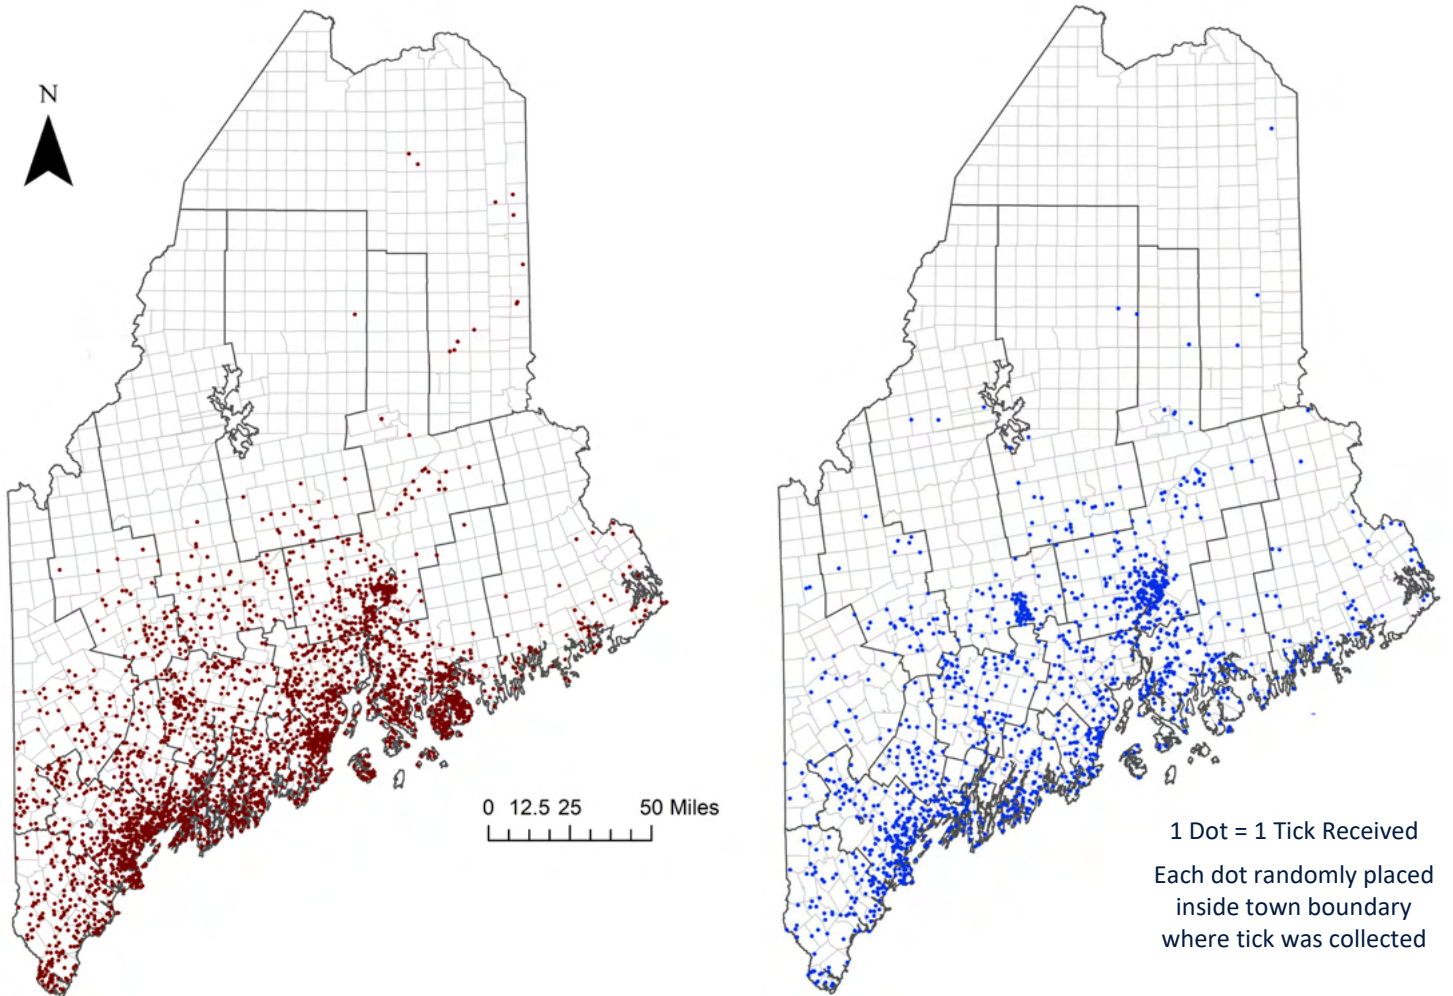 N
0 12.5 25 50 Miles
1 Dot = 1 Tick Received
Each dot randomly placed
inside town boundary
where tick was collected